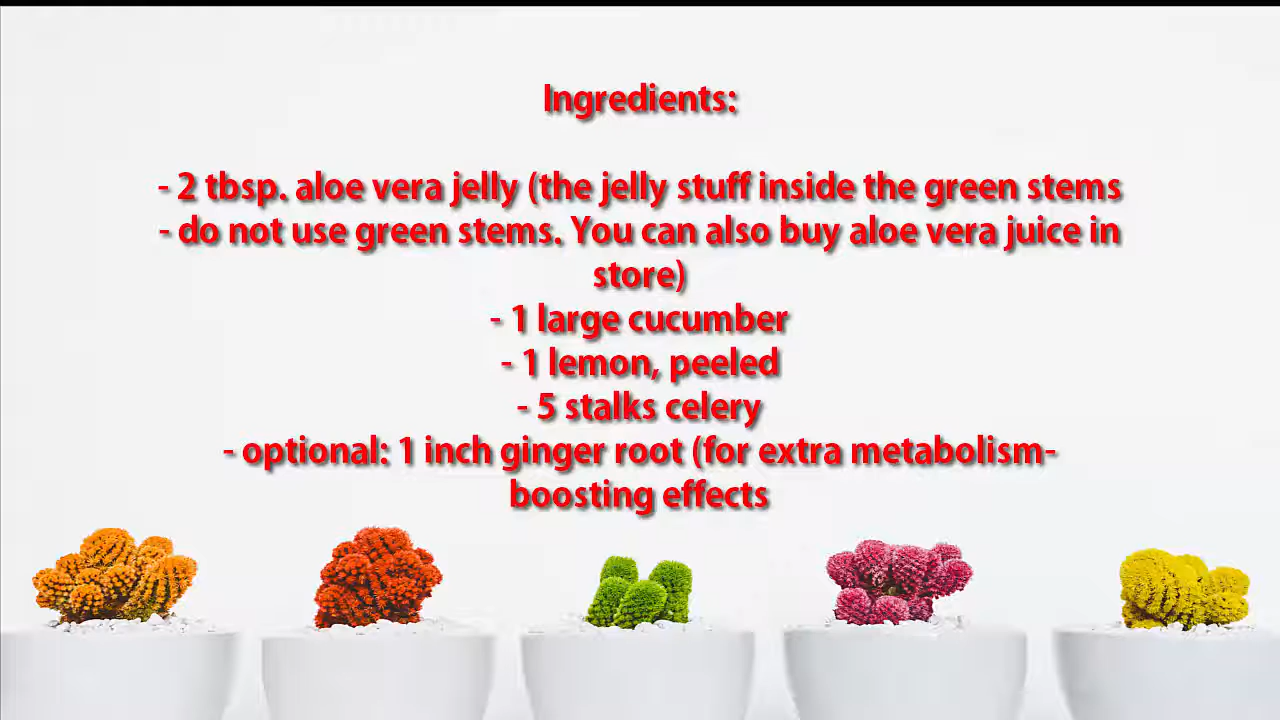 Ingredients:
- 2 tbsp. aloe vera jelly (the jelly stuff inside the green stems
- do not use green stems. You can also buy aloe vera juice in
store)
- 1 large cucumber
- 1 lemon, peeled
- 5 stalks celery
- optional: 1 inch ginger root (for extra metabolism-
boosting effects